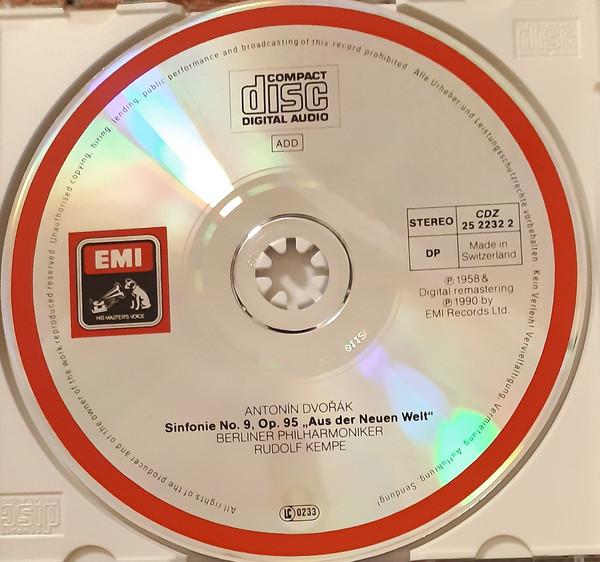 COMPACT
disc
DIGITAL AUDIO
ADD
EMI
HIS MASTER'S VOICE
STEREO
CDZ
25 2232 2
DP
Made in
Switzerland
℗ 1958 &
Digital remastering
℗ 1990 by
EMI Records Ltd.
ANTONÍN DVOŘÁK
Sinfonie No. 9, Op. 95 „Aus der Neuen Welt“
BERLINER PHILHARMONIKER
RUDOLF KEMPE
LC 0233
All rights of the producer and of the owner of the work reproduced reserved. Unauthorised copying, hiring, lending, public performance and broadcasting of this record prohibited. Alle Urheber und Leistungsschutzrechte vorbehalten. Kein Verleih! Vervielfältigung, Vermietung, Aufführung, Sendung!
disc
disc